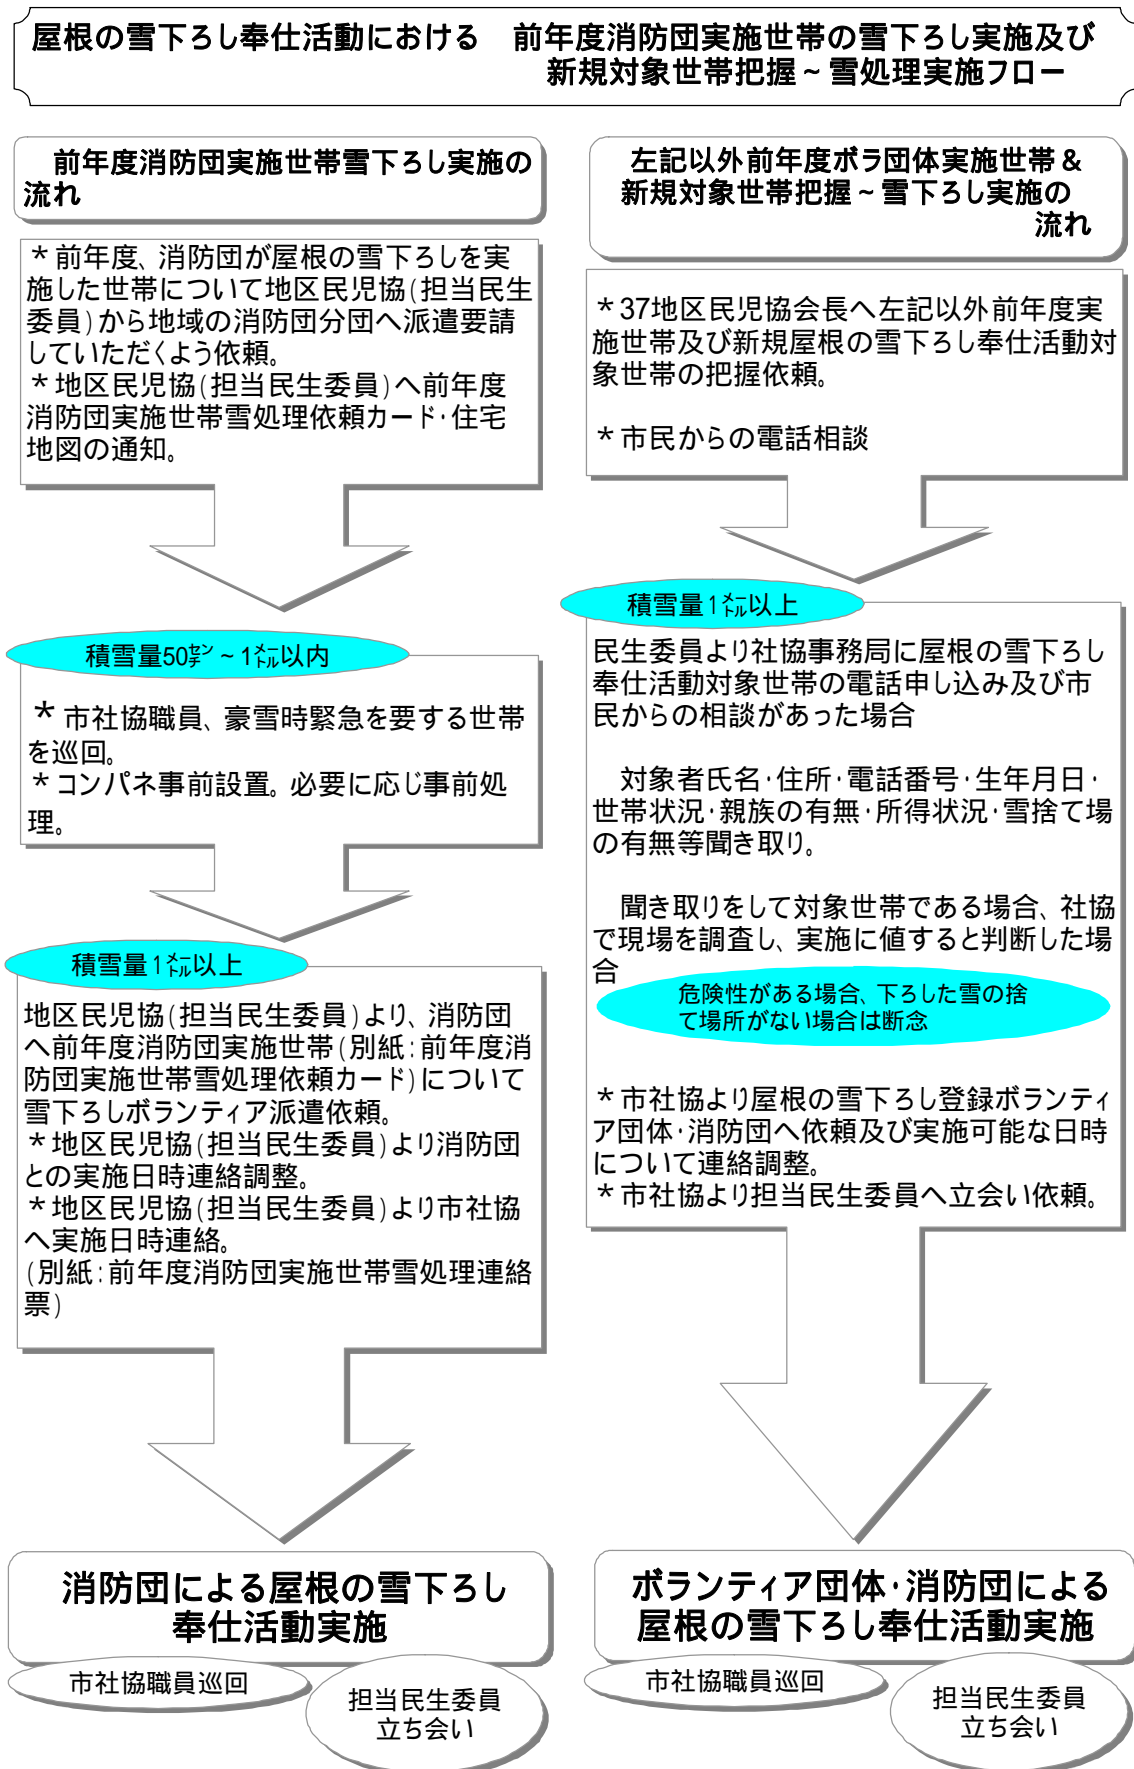 屋根の雪下ろし奉仕活動における　前年度消防団実施世帯の雪下ろし実施及び
新規対象世帯把握～雪処理実施フロー
前年度消防団実施世帯雪下ろし実施の
流れ
＊前年度、消防団が屋根の雪下ろしを実
施した世帯について地区民児協(担当民生
委員)から地域の消防団分団へ派遣要請
していただくよう依頼。
＊地区民児協(担当民生委員)へ前年度
消防団実施世帯雪処理依頼カード・住宅
地図の通知。
積雪量50㌢～1㍍以内
＊市社協職員、豪雪時緊急を要する世帯
を巡回。
＊コンパネ事前設置。必要に応じ事前処
理。
積雪量1㍍以上
地区民児協(担当民生委員)より、消防団
へ前年度消防団実施世帯(別紙：前年度消
防団実施世帯雪処理依頼カード)について
雪下ろしボランティア派遣依頼。
＊地区民児協(担当民生委員)より消防団
との実施日時連絡調整。
＊地区民児協(担当民生委員)より市社協
へ実施日時連絡。
(別紙：前年度消防団実施世帯雪処理連絡
票)
消防団による屋根の雪下ろし
奉仕活動実施
市社協職員巡回
担当民生委員
立ち会い
左記以外前年度ボラ団体実施世帯＆
新規対象世帯把握～雪下ろし実施の
流れ
＊37地区民児協会長へ左記以外前年度実
施世帯及び新規屋根の雪下ろし奉仕活動対
象世帯の把握依頼。
＊市民からの電話相談
積雪量1㍍以上
民生委員より社協事務局に屋根の雪下ろし
奉仕活動対象世帯の電話申し込み及び市
民からの相談があった場合
対象者氏名・住所・電話番号・生年月日・
世帯状況・親族の有無・所得状況・雪捨て場
の有無等聞き取り。
聞き取りをして対象世帯である場合、社協
で現場を調査し、実施に値すると判断した場
合
危険性がある場合、下ろした雪の捨
て場所がない場合は断念
＊市社協より屋根の雪下ろし登録ボランティ
ア団体・消防団へ依頼及び実施可能な日時
について連絡調整。
＊市社協より担当民生委員へ立会い依頼。
ボランティア団体・消防団による
屋根の雪下ろし奉仕活動実施
市社協職員巡回
担当民生委員
立ち会い